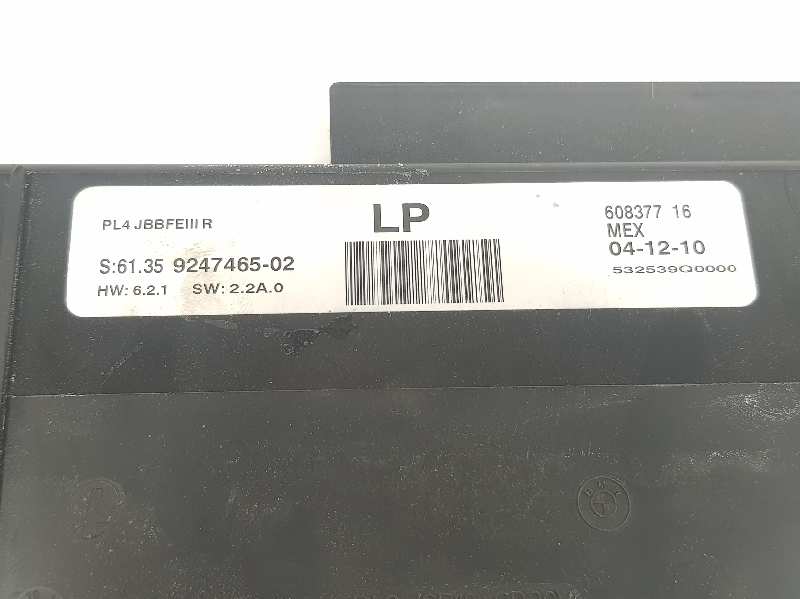 PL4 JBBFEIII R
LP
608377 16
MEX
S:61.35 9247465-02
04-12-10
HW: 6.2.1 SW: 2.2A.0
532539Q0000
BMW